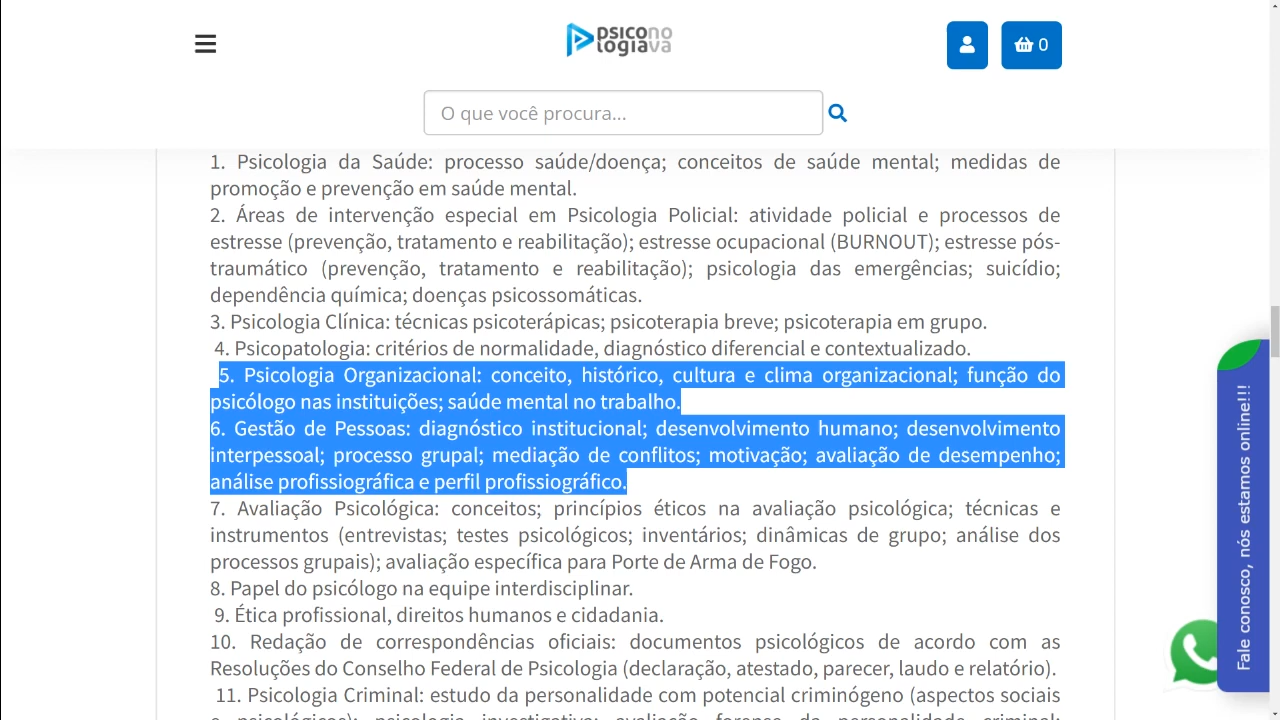 psicono
logiava
0
O que você procura...
1. Psicologia da Saúde: processo saúde/doença; conceitos de saúde mental; medidas de
promoção e prevenção em saúde mental.
2. Áreas de intervenção especial em Psicologia Policial: atividade policial e processos de
estresse (prevenção, tratamento e reabilitação); estresse ocupacional (BURNOUT); estresse pós-
traumático (prevenção, tratamento e reabilitação); psicologia das emergências; suicídio;
dependência química; doenças psicossomáticas.
3. Psicologia Clínica: técnicas psicoterápicas; psicoterapia breve; psicoterapia em grupo.
4. Psicopatologia: critérios de normalidade, diagnóstico diferencial e contextualizado.
5. Psicologia Organizacional: conceito, histórico, cultura e clima organizacional; função do
psicólogo nas instituições; saúde mental no trabalho.
6. Gestão de Pessoas: diagnóstico institucional; desenvolvimento humano; desenvolvimento
interpessoal; processo grupal; mediação de conflitos; motivação; avaliação de desempenho;
análise profissiográfica e perfil profissiográfico.
7. Avaliação Psicológica: conceitos; princípios éticos na avaliação psicológica; técnicas e
instrumentos (entrevistas; testes psicológicos; inventários; dinâmicas de grupo; análise dos
processos grupais); avaliação específica para Porte de Arma de Fogo.
8. Papel do psicólogo na equipe interdisciplinar.
9. Ética profissional, direitos humanos e cidadania.
10. Redação de correspondências oficiais: documentos psicológicos de acordo com as
Resoluções do Conselho Federal de Psicologia (declaração, atestado, parecer, laudo e relatório).
11. Psicologia Criminal: estudo da personalidade com potencial criminógeno (aspectos sociais
e psicológicos); psicologia investigativa; avaliação forense da personalidade criminal;
Fale conosco, nós estamos online!!!